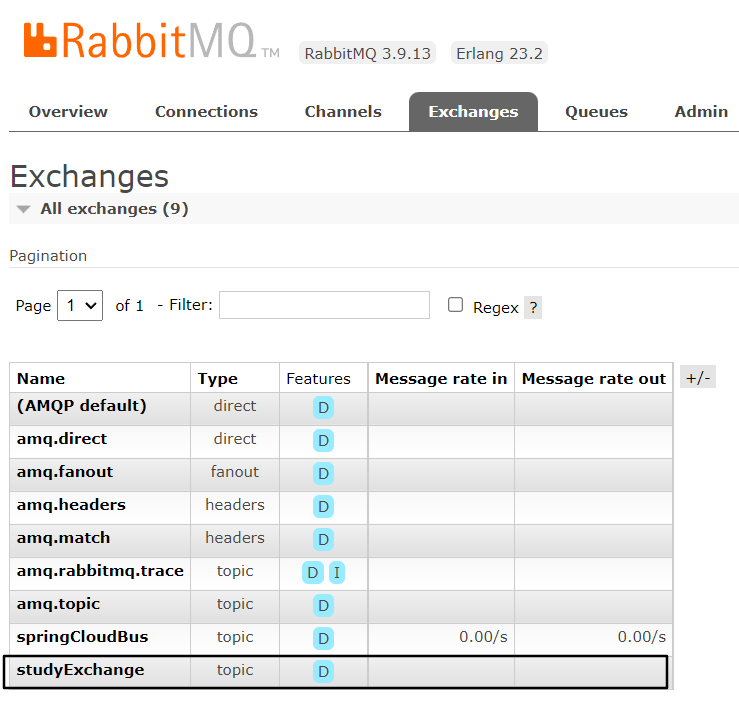 RabbitMQ TM RabbitMQ 3.9.13 Erlang 23.2
Overview Connections Channels Exchanges Queues Admin
Exchanges
All exchanges (9)
Pagination
Page 1 of 1 - Filter: Regex ?
Name Type Features Message rate in Message rate out +/-
(AMQP default) direct D
amq.direct direct D
amq.fanout fanout D
amq.headers headers D
amq.match headers D
amq.rabbitmq.trace topic D I
amq.topic topic D
springCloudBus topic D 0.00/s 0.00/s
studyExchange topic D